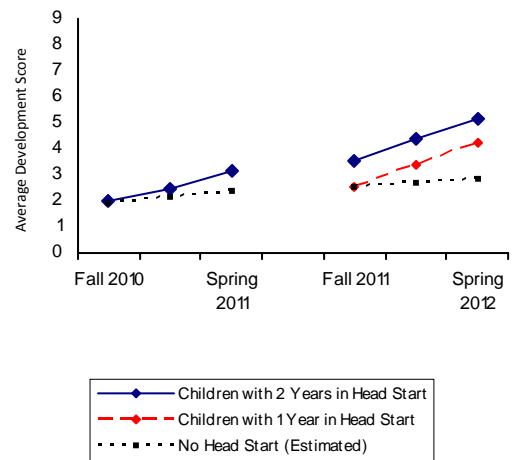 Average Development Score
9
8
7
6
5
4
3
2
1
0
Fall 2010 Spring Fall 2011 Spring
2011 2012
Children with 2 Years in Head Start
Children with 1 Year in Head Start
No Head Start (Estimated)